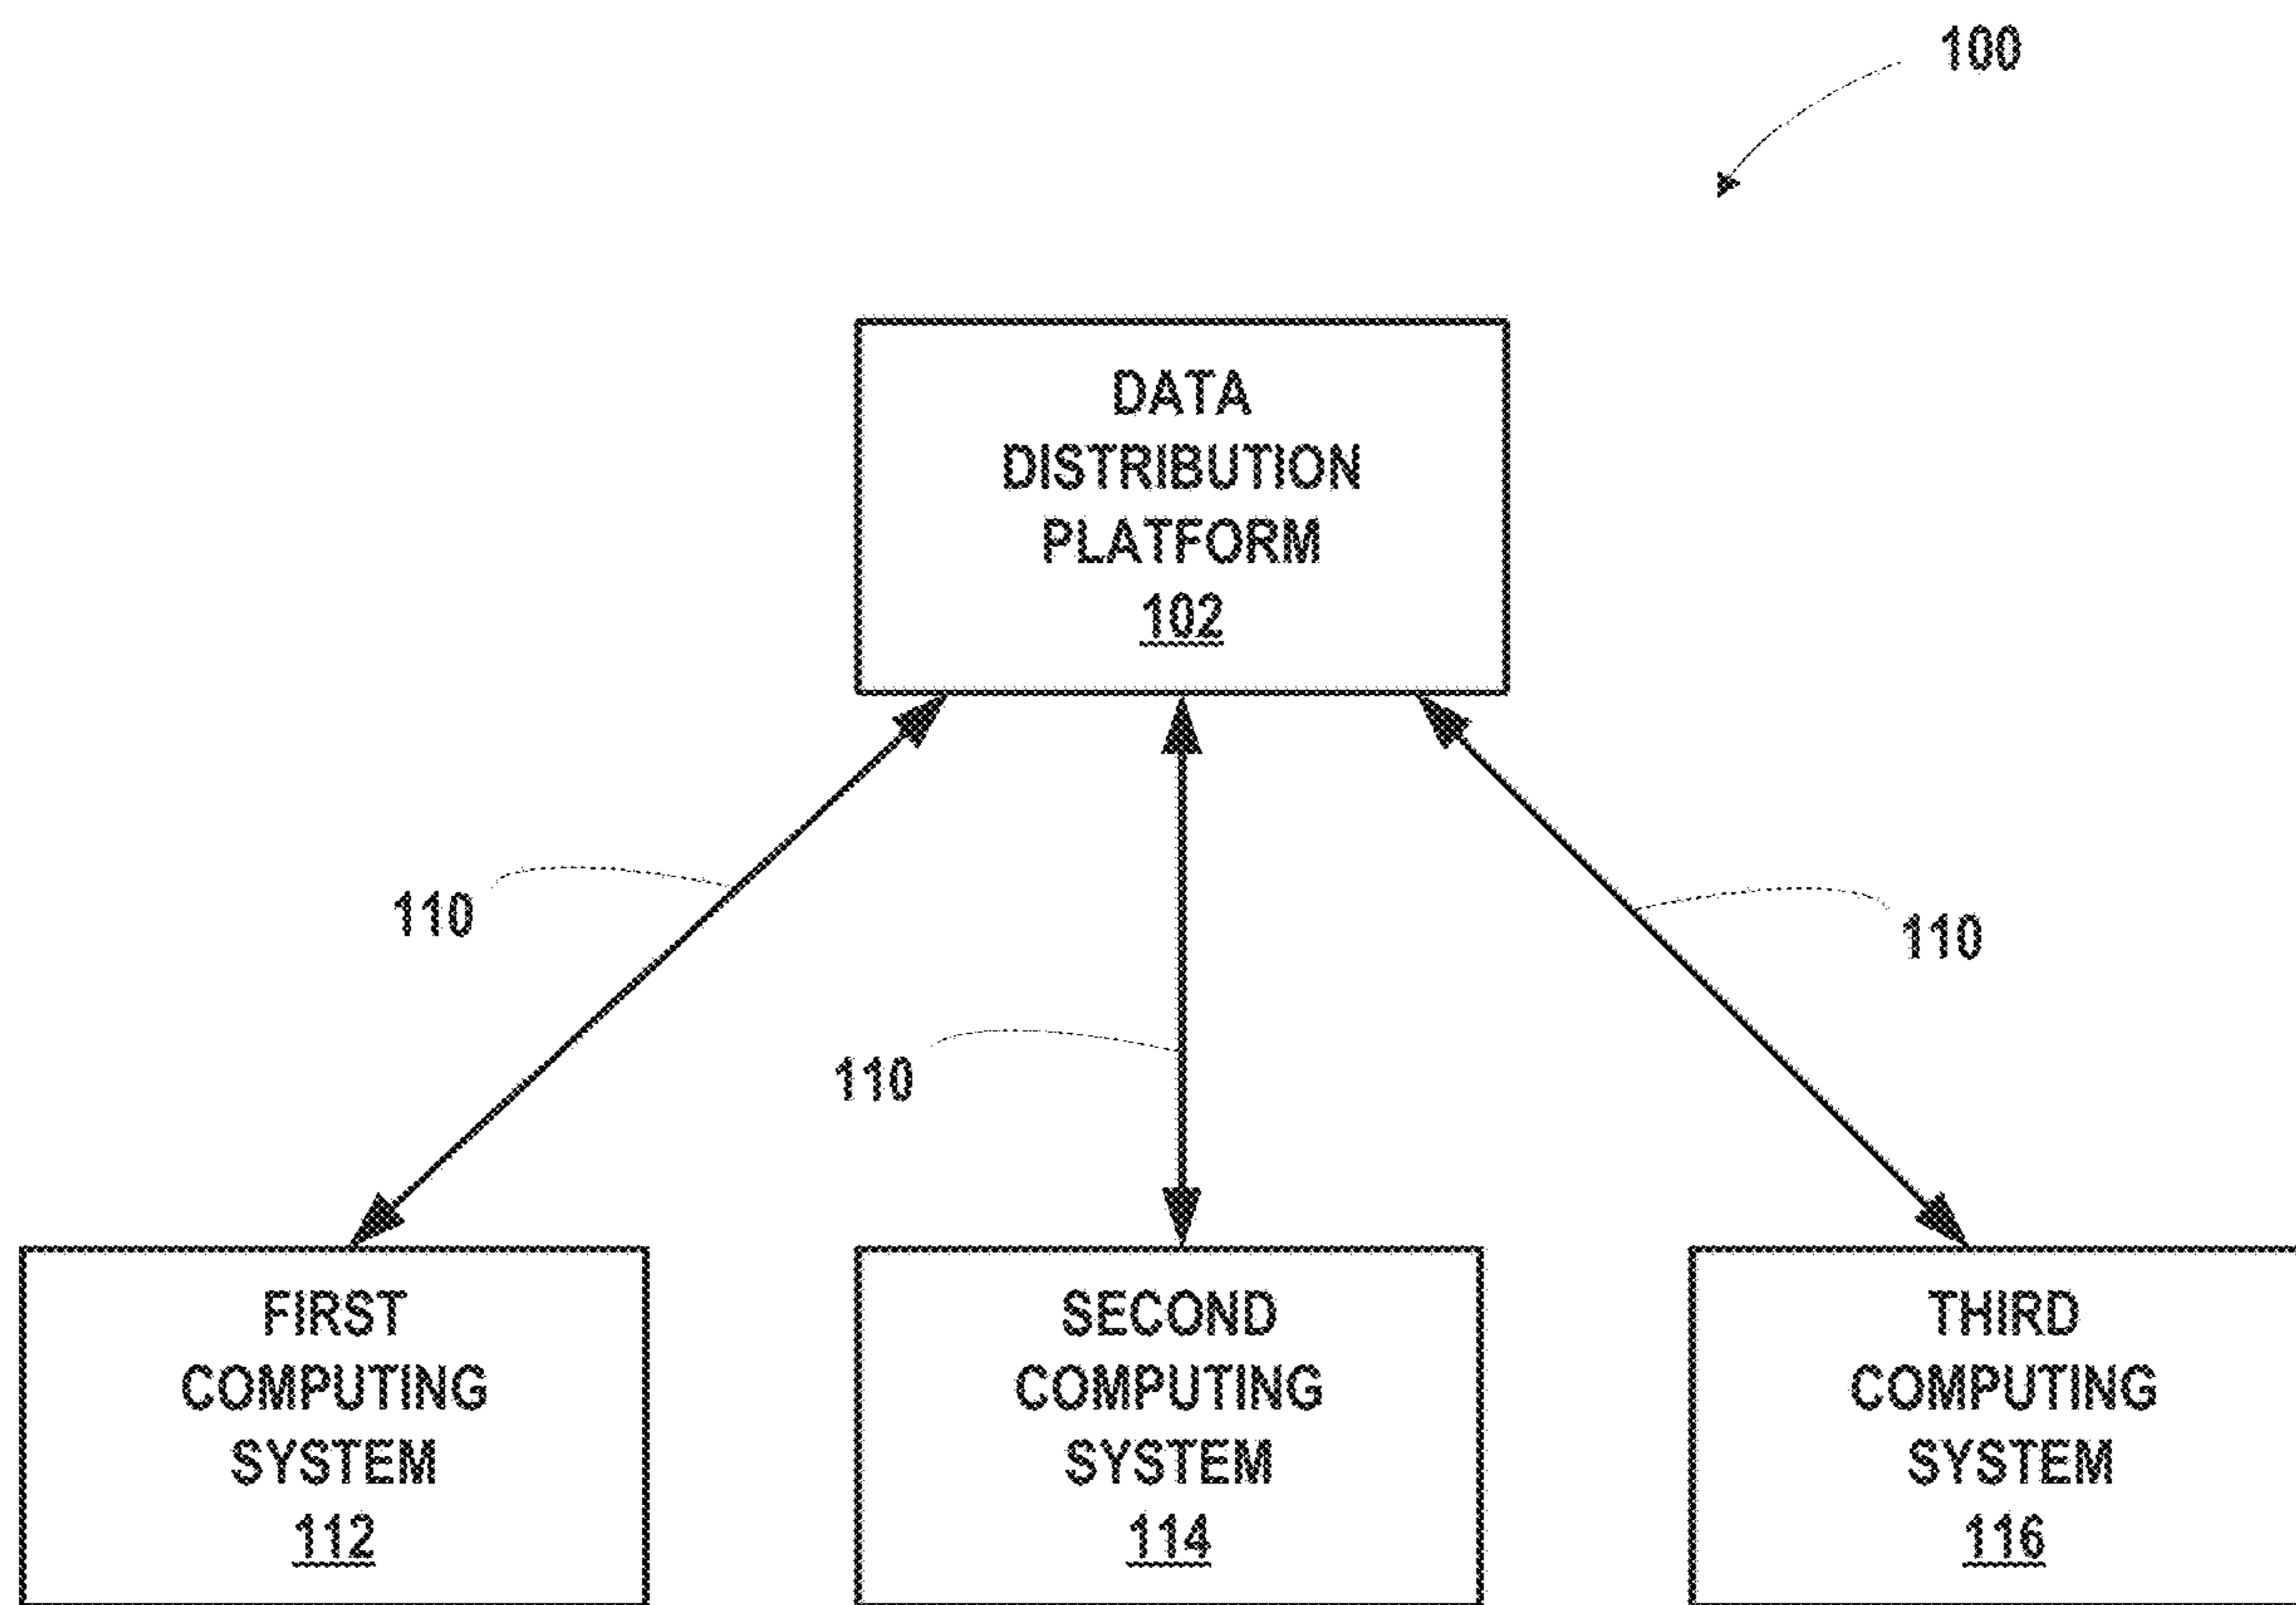 100
DATA
DISTRIBUTION
PLATFORM
102
110
110
110
FIRST
COMPUTING
SYSTEM
112
SECOND
COMPUTING
SYSTEM
114
THIRD
COMPUTING
SYSTEM
116